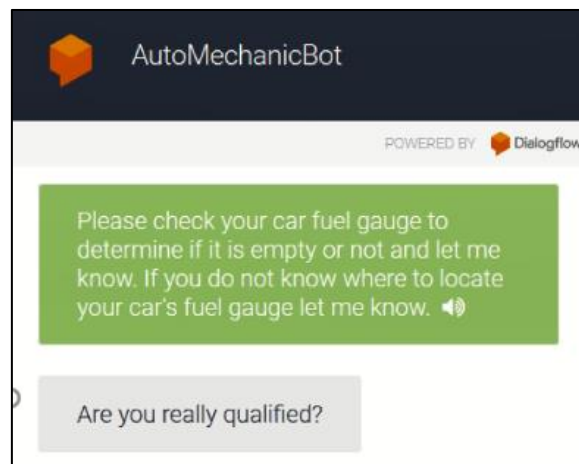 AutoMechanicBot
POWERED BY Dialogflow
Please check your car fuel gauge to
determine if it is empty or not and let me
know. If you do not know where to locate
your car's fuel gauge let me know.
Are you really qualified?